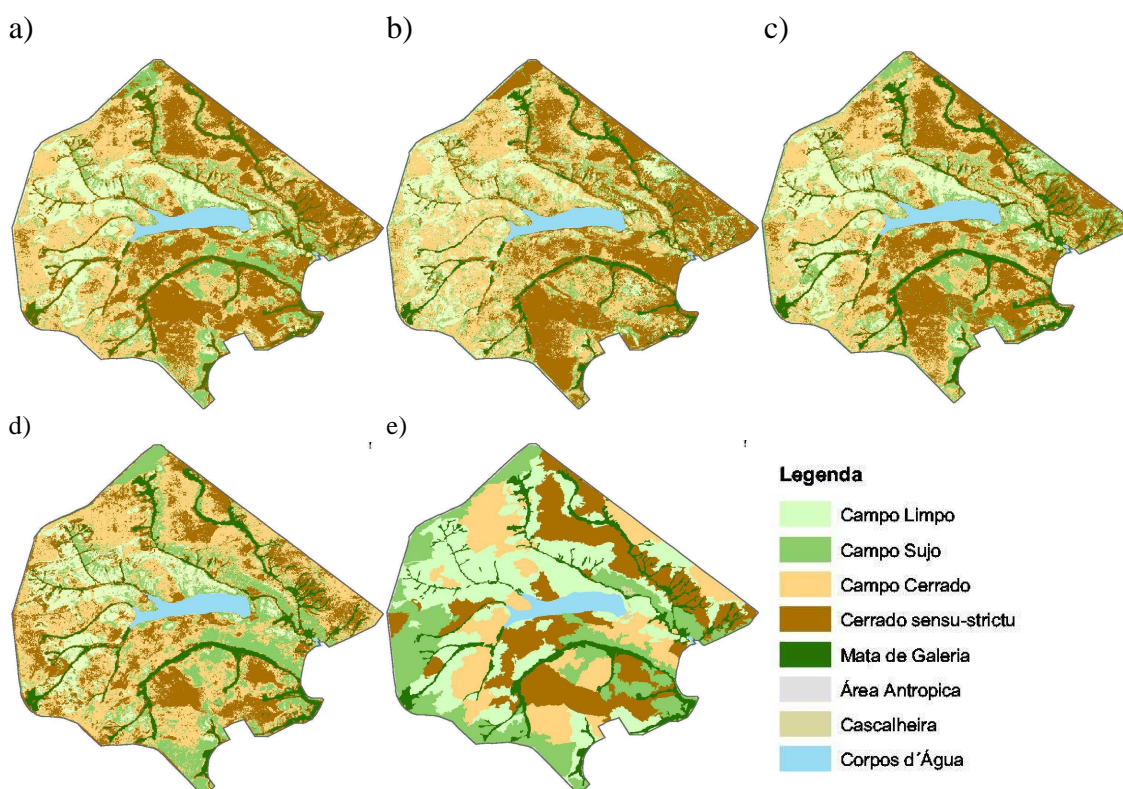 a)
b)
c)
d)
e)
Legenda
Campo Limpo
Campo Sujo
Campo Cerrado
Cerrado sensu-strictu
Mata de Galeria
Área Antropica
Cascalheira
Corpos d´Água